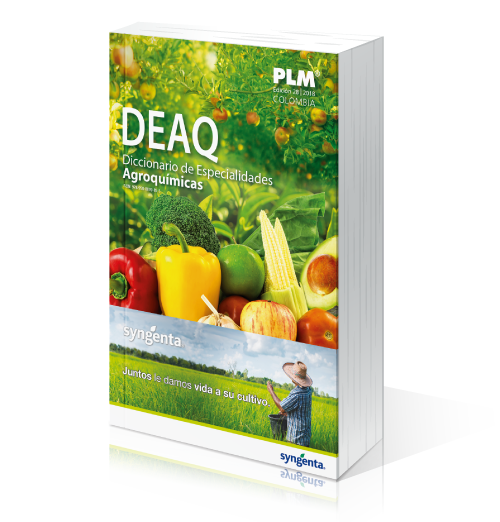 PLM®
Edición 28 | 2018
COLOMBIA
DEAQ
Diccionario de Especialidades
Agroquímicas
syngenta
Juntos le damos vida a su cultivo.
syngenta